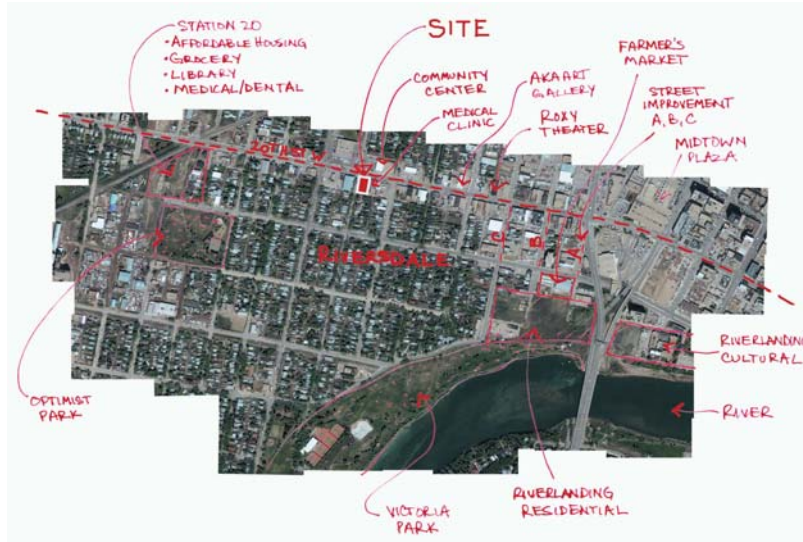 STATION 20
• AFFORDABLE HOUSING
• GROCERY
• LIBRARY
• MEDICAL/DENTAL
SITE
COMMUNITY
CENTER
MEDICAL
CLINIC
AKA ART
GALLERY
ROXY
THEATER
FARMER'S
MARKET
STREET
IMPROVEMENT
A, B, C
MIDTOWN
PLAZA
20TH ST W
C
B
A
RIVERSDALE
RIVERLANDING
CULTURAL
RIVER
OPTIMIST
PARK
VICTORIA
PARK
RIVERLANDING
RESIDENTIAL